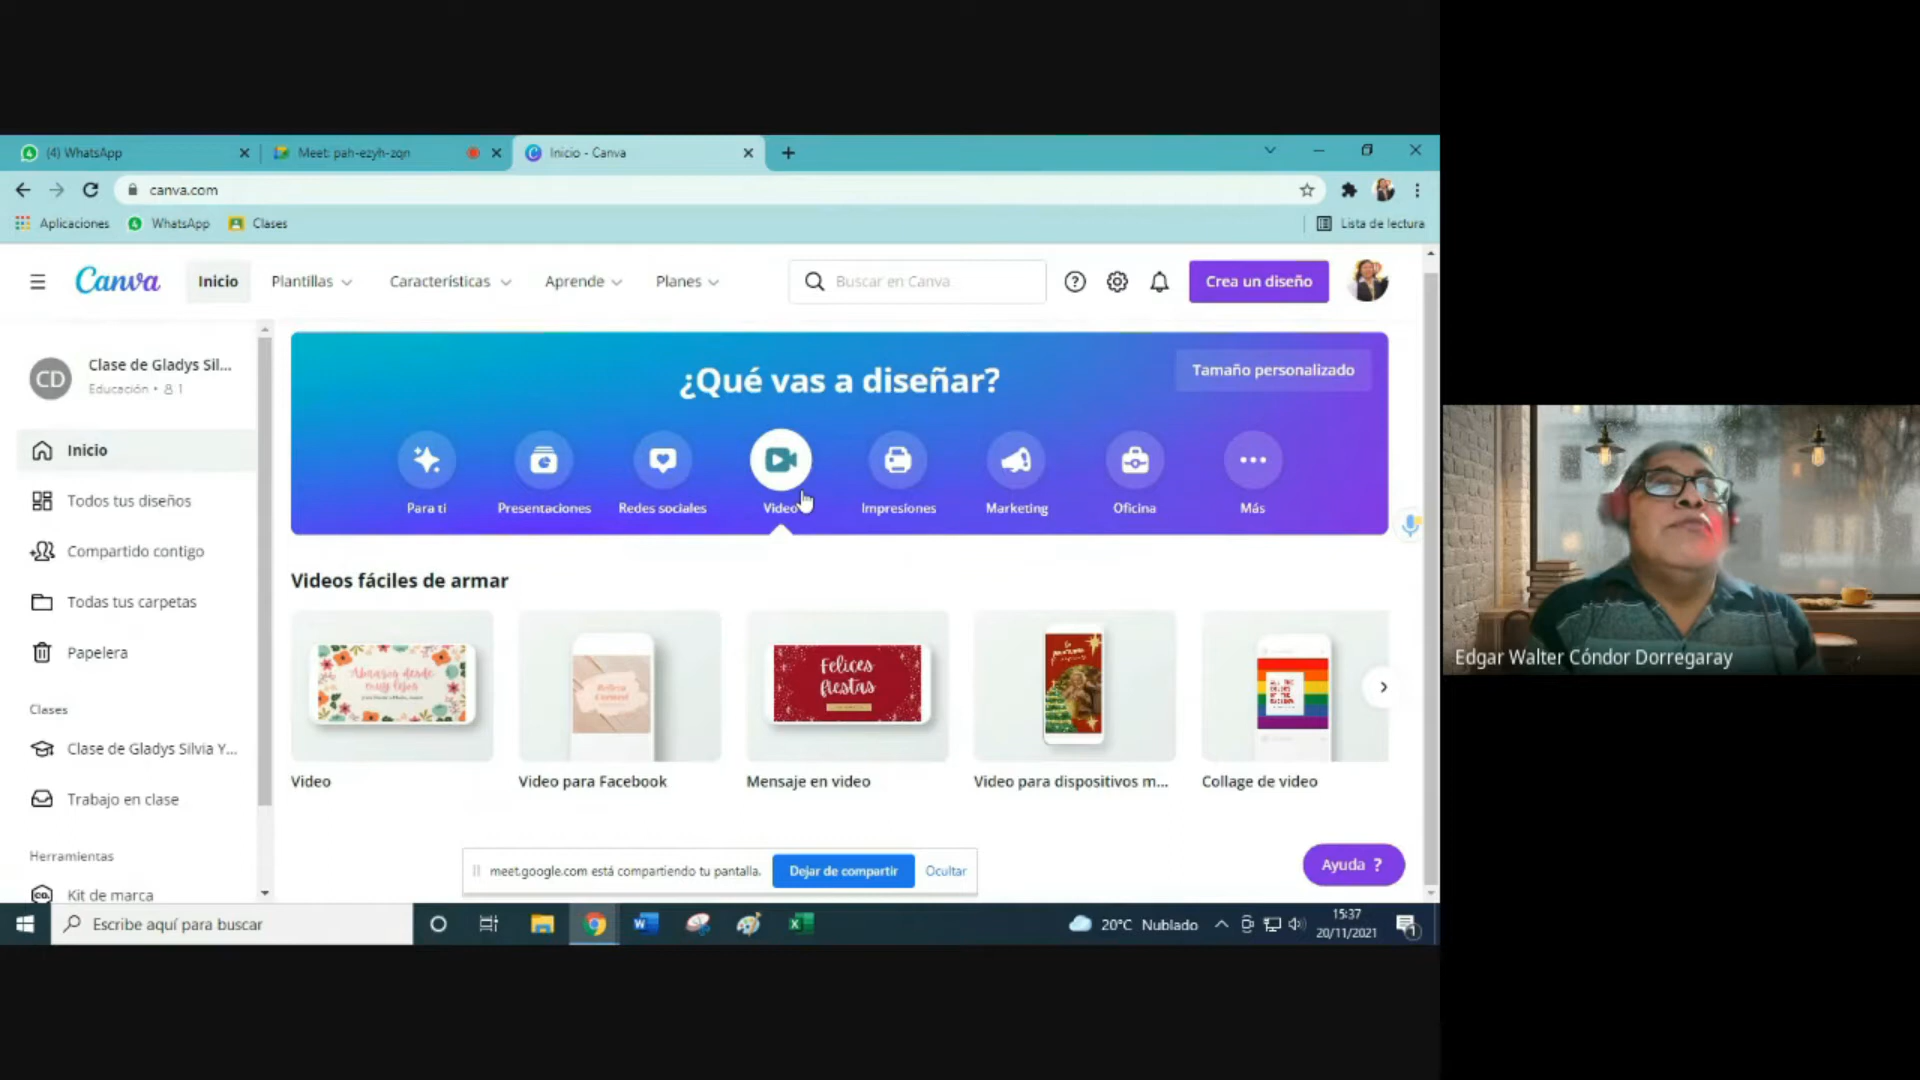 (4) WhatsApp
Meet: pah-ezyh-zqn
Inicio - Canva
canva.com
Aplicaciones
WhatsApp
Clases
Lista de lectura
Canva
Inicio
Plantillas
Características
Aprende
Planes
Buscar en Canva
Crea un diseño
CD
Clase de Gladys Sil...
Educación • 1
¿Qué vas a diseñar?
Tamaño personalizado
Para ti
Presentaciones
Redes sociales
Video
Impresiones
Marketing
Oficina
Más
Inicio
Todos tus diseños
Compartido contigo
Todas tus carpetas
Papelera
Clases
Clase de Gladys Silvia Y...
Trabajo en clase
Herramientas
Kit de marca
Videos fáciles de armar
Abrazos desde
muy lejos
Felices
fiestas
Video
Video para Facebook
Mensaje en video
Video para dispositivos m...
Collage de video
meet.google.com está compartiendo tu pantalla.
Dejar de compartir
Ocultar
Ayuda ?
Escribe aquí para buscar
20°C Nublado
15:37
20/11/2021
1
Edgar Walter Cóndor Dorregaray